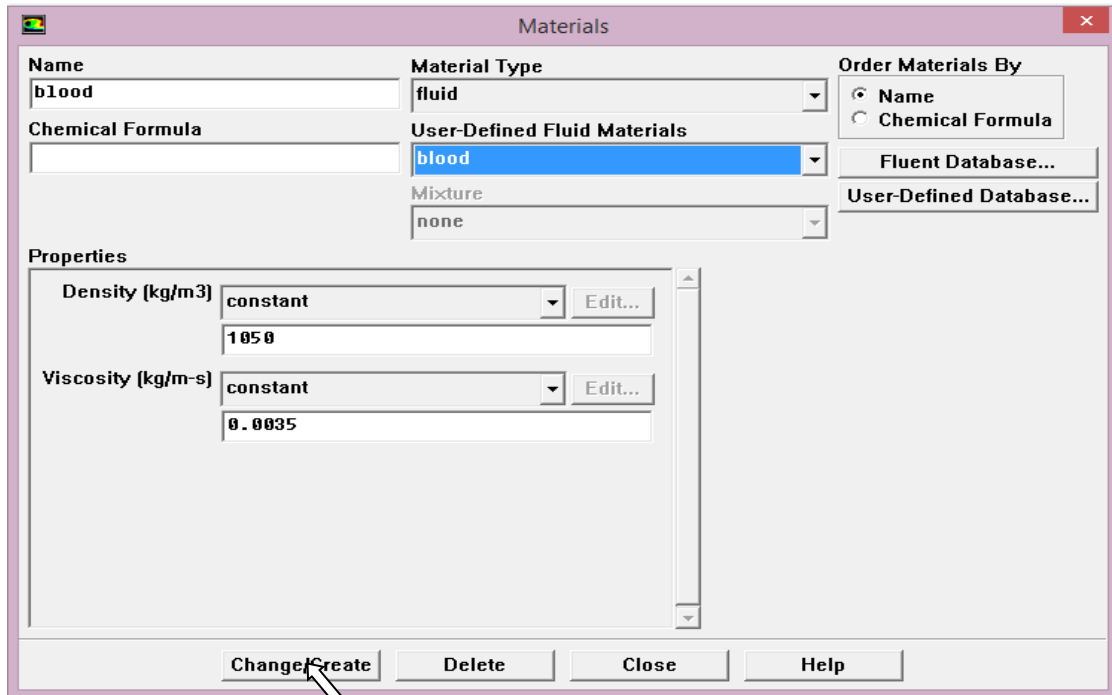 Materials
Name
blood
Chemical Formula
Material Type
fluid
User-Defined Fluid Materials
blood
Mixture
none
Order Materials By
Name
Chemical Formula
Fluent Database...
User-Defined Database...
Properties
Density (kg/m3) constant Edit...
1050
Viscosity (kg/m-s) constant Edit...
0.0035
Change/Create Delete Close Help